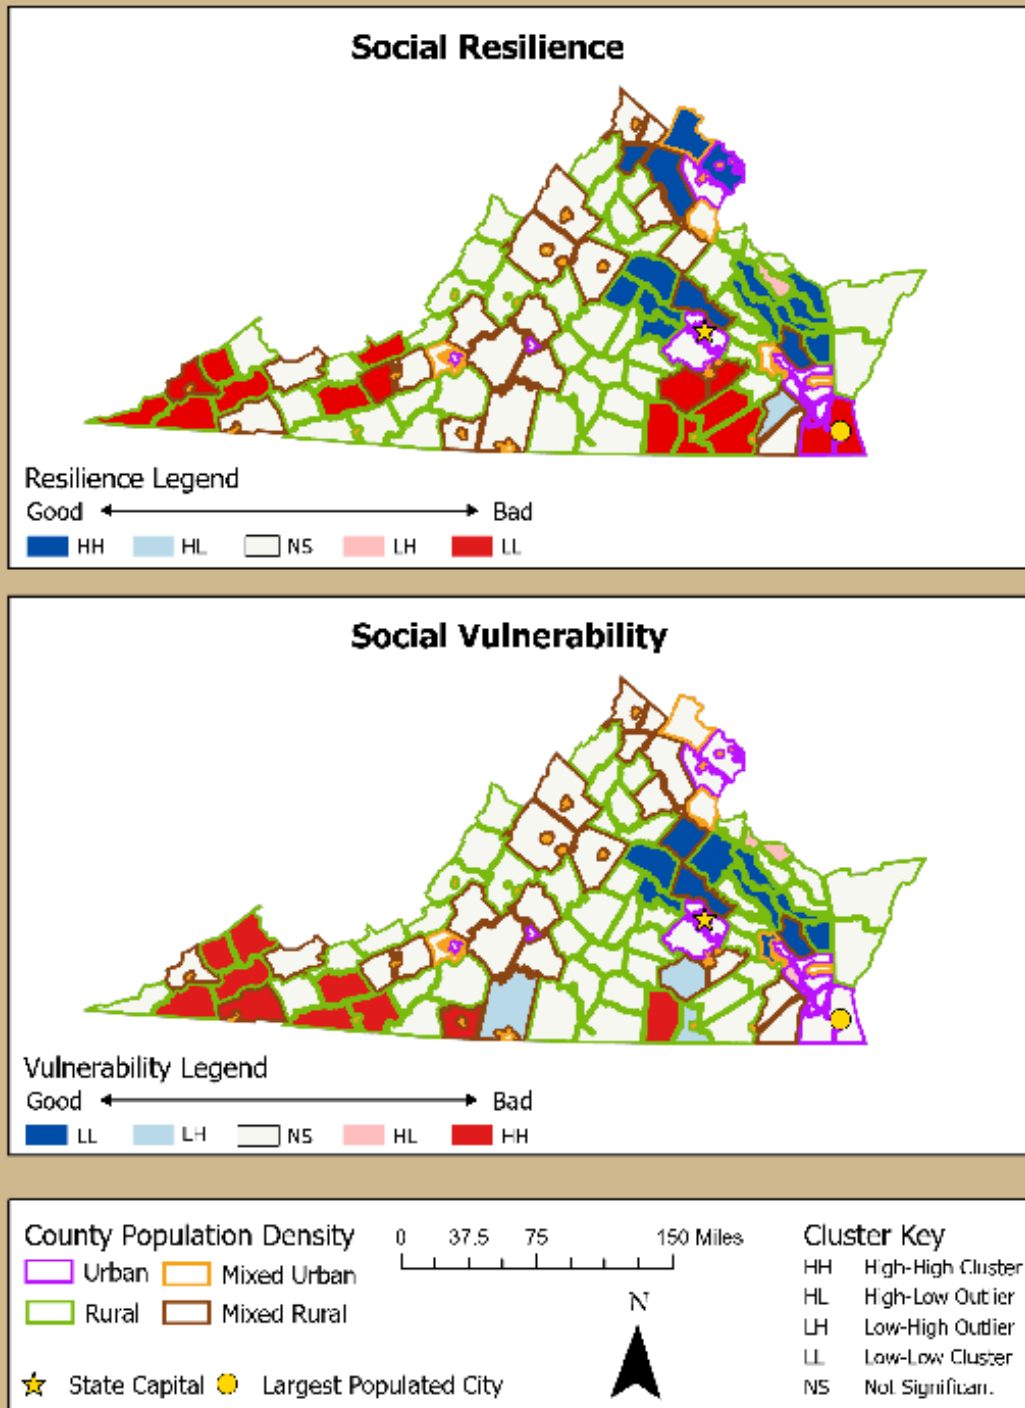 Social Resilience
Resilience Legend
Good Bad
HH HL NS LH LL
Social Vulnerability
Vulnerability Legend
Good Bad
LL LH NS HL HH
County Population Density
Urban Mixed Urban
Rural Mixed Rural
State Capital Largest Populated City
0 37.5 75 150 Miles
N
Cluster Key
HH High-High Cluster
HL High-Low Outlier
LH Low-High Outlier
LL Low-Low Cluster
NS Not Significan.